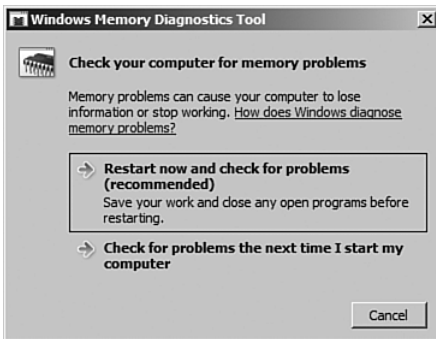 Windows Memory Diagnostics Tool
Check your computer for memory problems
Memory problems can cause your computer to lose
information or stop working. How does Windows diagnose
memory problems?
Restart now and check for problems
(recommended)
Save your work and close any open programs before
restarting.
Check for problems the next time I start my
computer
Cancel